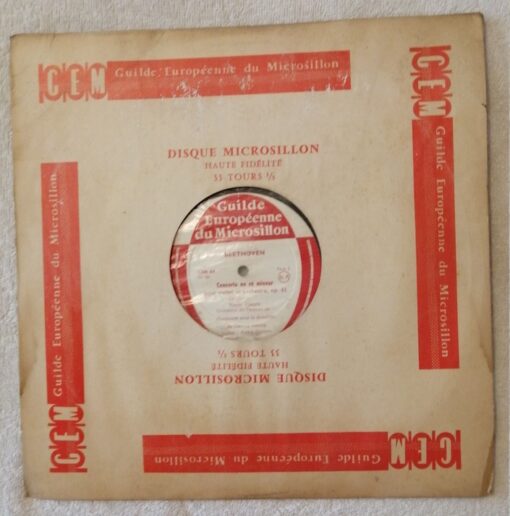 CEM Guilde Européenne du Microsillon
CEM Guilde Européenne du Microsillon
DISQUE MICROSILLON
HAUTE FIDÉLITÉ
33 TOURS ⅓
Guilde
Européenne
du Microsillon
BEETHOVEN
Concerto en ré mineur
DISQUE MICROSILLON
HAUTE FIDÉLITÉ
33 TOURS ⅓
CEM Guilde Européenne du Microsillon
CEM Guilde Européenne du Microsillon